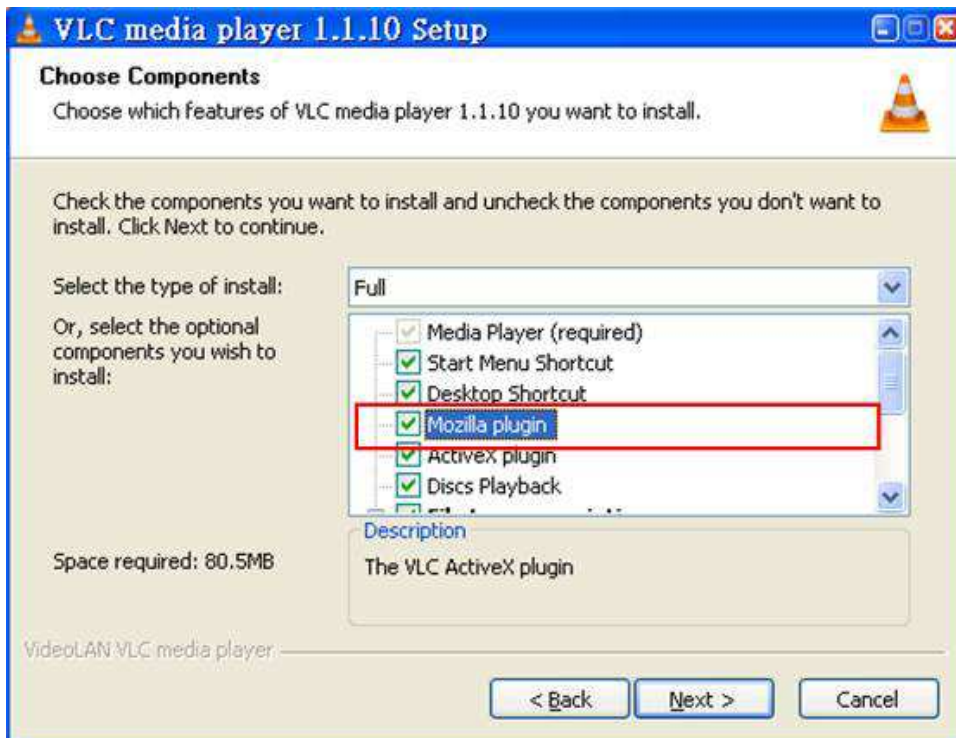 VLC media player 1.1.10 Setup
Choose Components
Choose which features of VLC media player 1.1.10 you want to install.
Check the components you want to install and uncheck the components you don't want to
install. Click Next to continue.
Select the type of install:
Full
Or, select the optional
components you wish to
install:
Media Player (required)
Start Menu Shortcut
Desktop Shortcut
Mozilla plugin
ActiveX plugin
Discs Playback
Space required: 80.5MB
Description
The VLC ActiveX plugin
VideoLAN VLC media player
< Back
Next >
Cancel